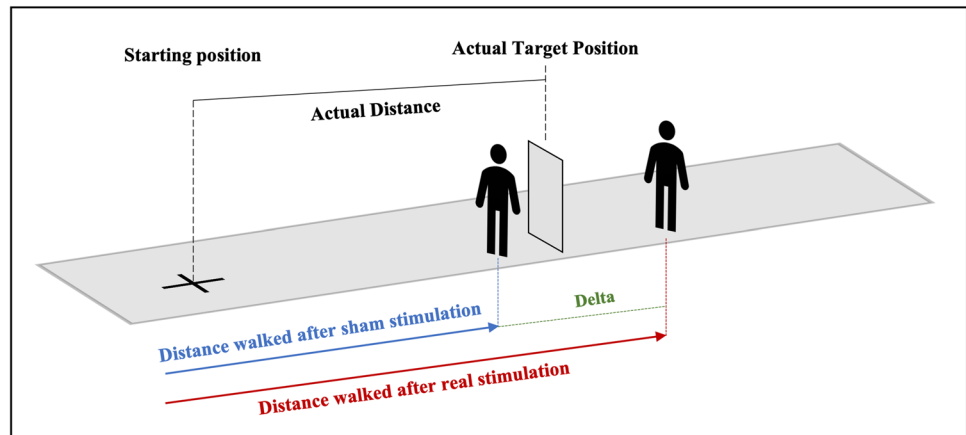 Starting position
Actual Target Position
Actual Distance
Delta
Distance walked after sham stimulation
Distance walked after real stimulation